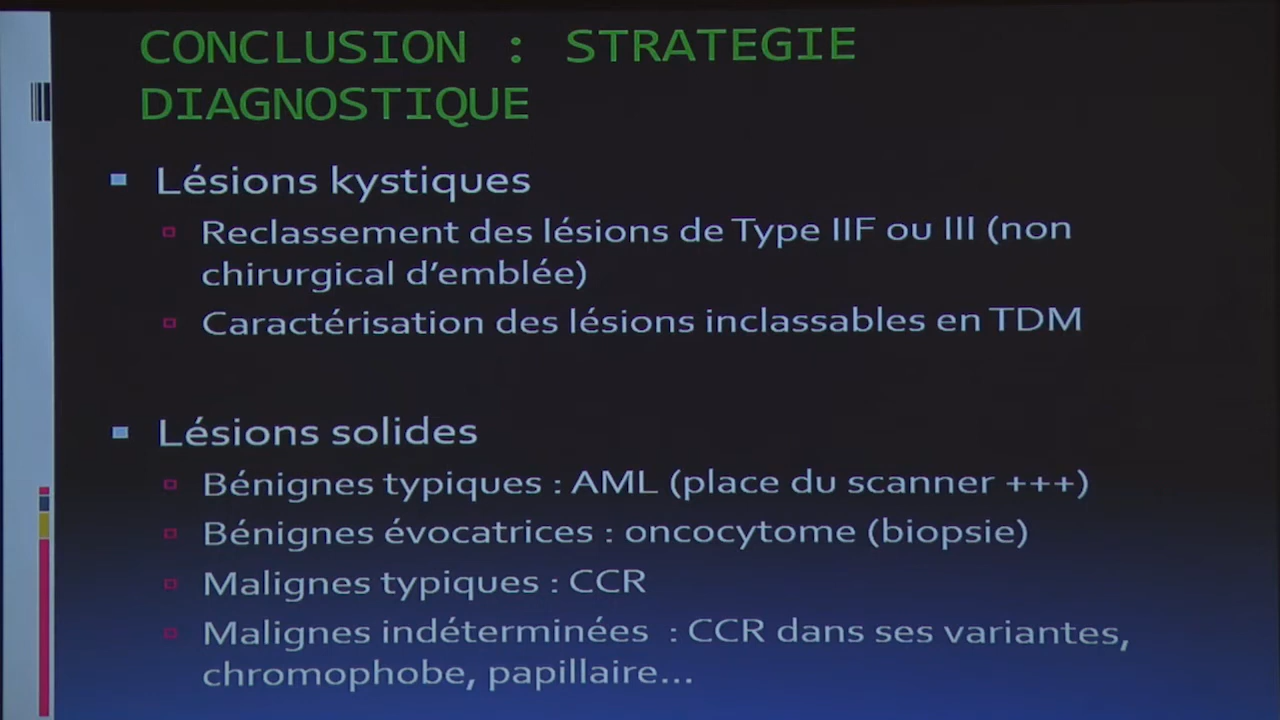 CONCLUSION : STRATEGIE
DIAGNOSTIQUE
Lésions kystiques
Reclassement des lésions de Type IIF ou III (non
chirurgical d’emblée)
Caractérisation des lésions inclassables en TDM
Lésions solides
Bénignes typiques : AML (place du scanner +++)
Bénignes évocatrices : oncocytome (biopsie)
Malignes typiques : CCR
Malignes indéterminées : CCR dans ses variantes,
chromophobe, papillaire...